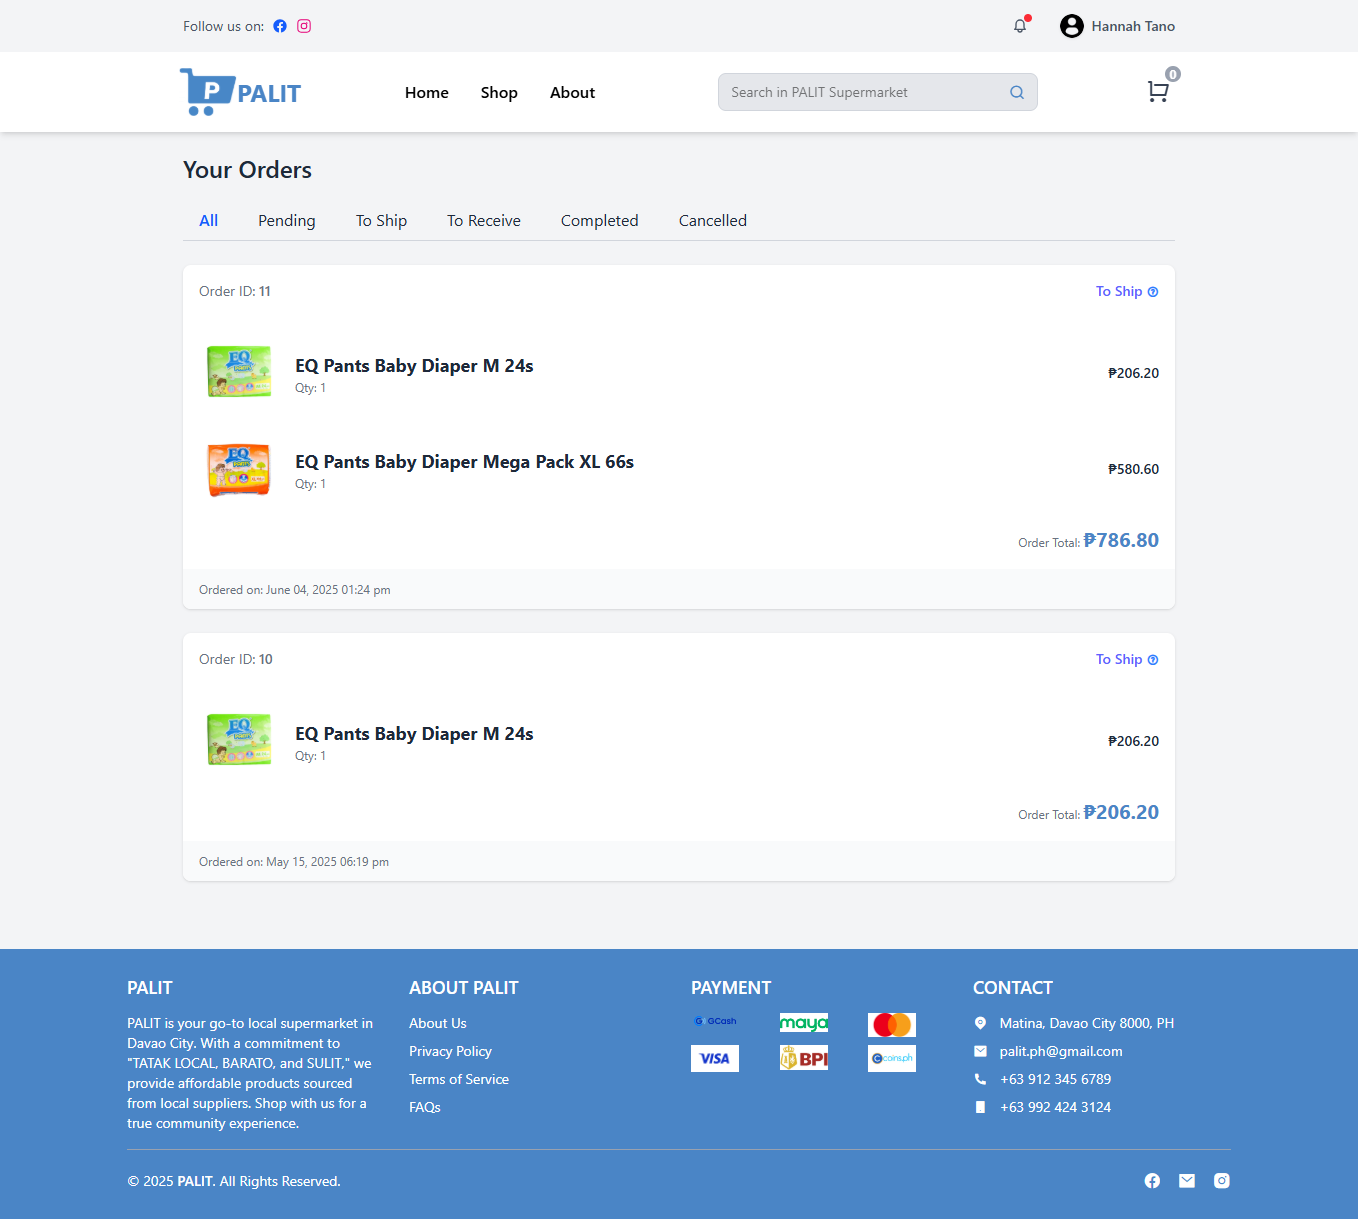 Follow us on:
Hannah Tano
P PALIT
Home Shop About
Search in PALIT Supermarket
0
Your Orders
All Pending To Ship To Receive Completed Cancelled
Order ID: 11
To Ship
EQ Pants Baby Diaper M 24s
Qty: 1
₱206.20
EQ Pants Baby Diaper Mega Pack XL 66s
Qty: 1
₱580.60
Order Total: ₱786.80
Ordered on: June 04, 2025 01:24 pm
Order ID: 10
To Ship
EQ Pants Baby Diaper M 24s
Qty: 1
₱206.20
Order Total: ₱206.20
Ordered on: May 15, 2025 06:19 pm
PALIT
PALIT is your go-to local supermarket in
Davao City. With a commitment to
"TATAK LOCAL, BARATO, and SULIT," we
provide affordable products sourced
from local suppliers. Shop with us for a
true community experience.
ABOUT PALIT
About Us
Privacy Policy
Terms of Service
FAQs
PAYMENT
GCash
maya
VISA
BPI
coins.ph
CONTACT
Matina, Davao City 8000, PH
palit.ph@gmail.com
+63 912 345 6789
+63 992 424 3124
© 2025 PALIT. All Rights Reserved.